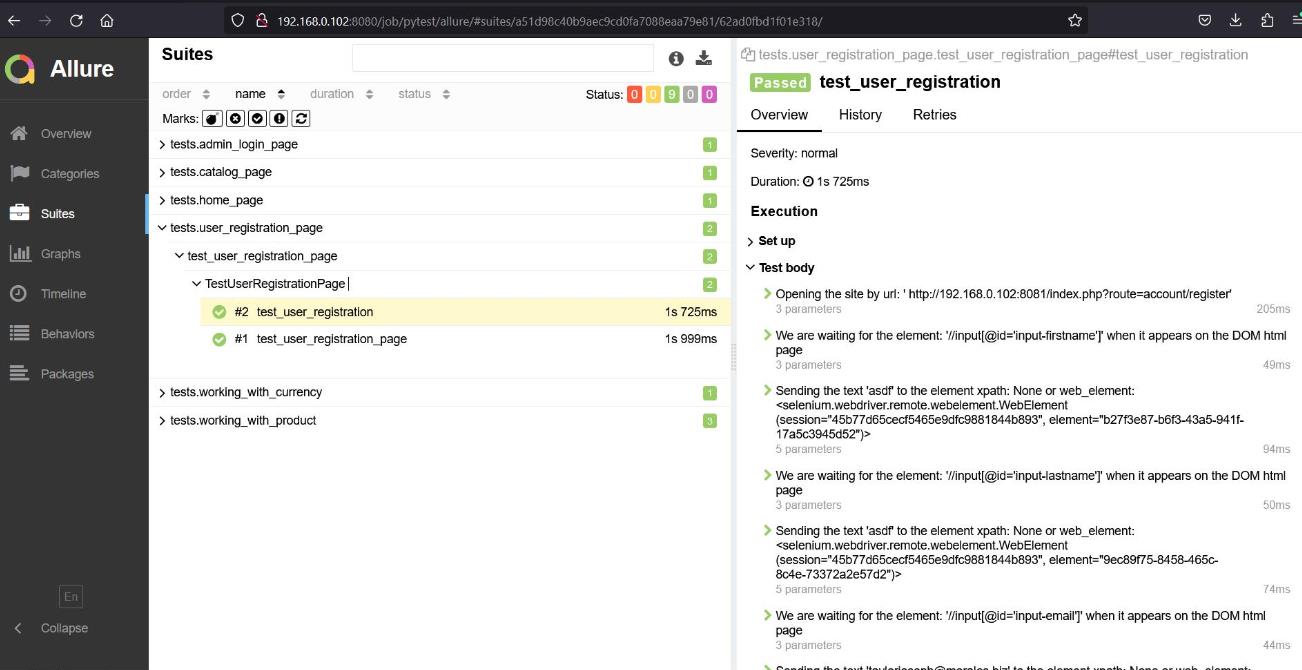 192.168.0.102:8080/job/pytest/allure/#suites/a51d98c40b9aec9cd0fa7088eaa79e81/62ad0fbd1f01e318/
Allure
Overview
Categories
Suites
Graphs
Timeline
Behaviors
Packages
En
Collapse
Suites
order name duration status Status: 0 0 9 0 0
Marks:
tests.admin_login_page 1
tests.catalog_page 1
tests.home_page 1
tests.user_registration_page 2
test_user_registration_page 2
TestUserRegistrationPage 2
#2 test_user_registration 1s 725ms
#1 test_user_registration_page 1s 999ms
tests.working_with_currency 1
tests.working_with_product 3
tests.user_registration_page.test_user_registration_page#test_user_registration
Passed test_user_registration
Overview History Retries
Severity: normal
Duration: 1s 725ms
Execution
Set up
Test body
Opening the site by url: ' http://192.168.0.102:8081/index.php?route=account/register'
3 parameters 205ms
We are waiting for the element: '//input[@id='input-firstname']' when it appears on the DOM html
page
3 parameters 49ms
Sending the text 'asdf' to the element xpath: None or web_element:
<selenium.webdriver.remote.webelement.WebElement
(session="45b77d65cecf5465e9dfc9881844b893", element="b27f3e87-b6f3-43a5-941f-
17a5c3945d52")>
5 parameters 94ms
We are waiting for the element: '//input[@id='input-lastname']' when it appears on the DOM html
page
3 parameters 50ms
Sending the text 'asdf' to the element xpath: None or web_element:
<selenium.webdriver.remote.webelement.WebElement
(session="45b77d65cecf5465e9dfc9881844b893", element="9ec89f75-8458-465c-
8c4e-73372a2e57d2")>
5 parameters 74ms
We are waiting for the element: '//input[@id='input-email']' when it appears on the DOM html
page
3 parameters 44ms
Sending the text to the element xpath: None or web_element: